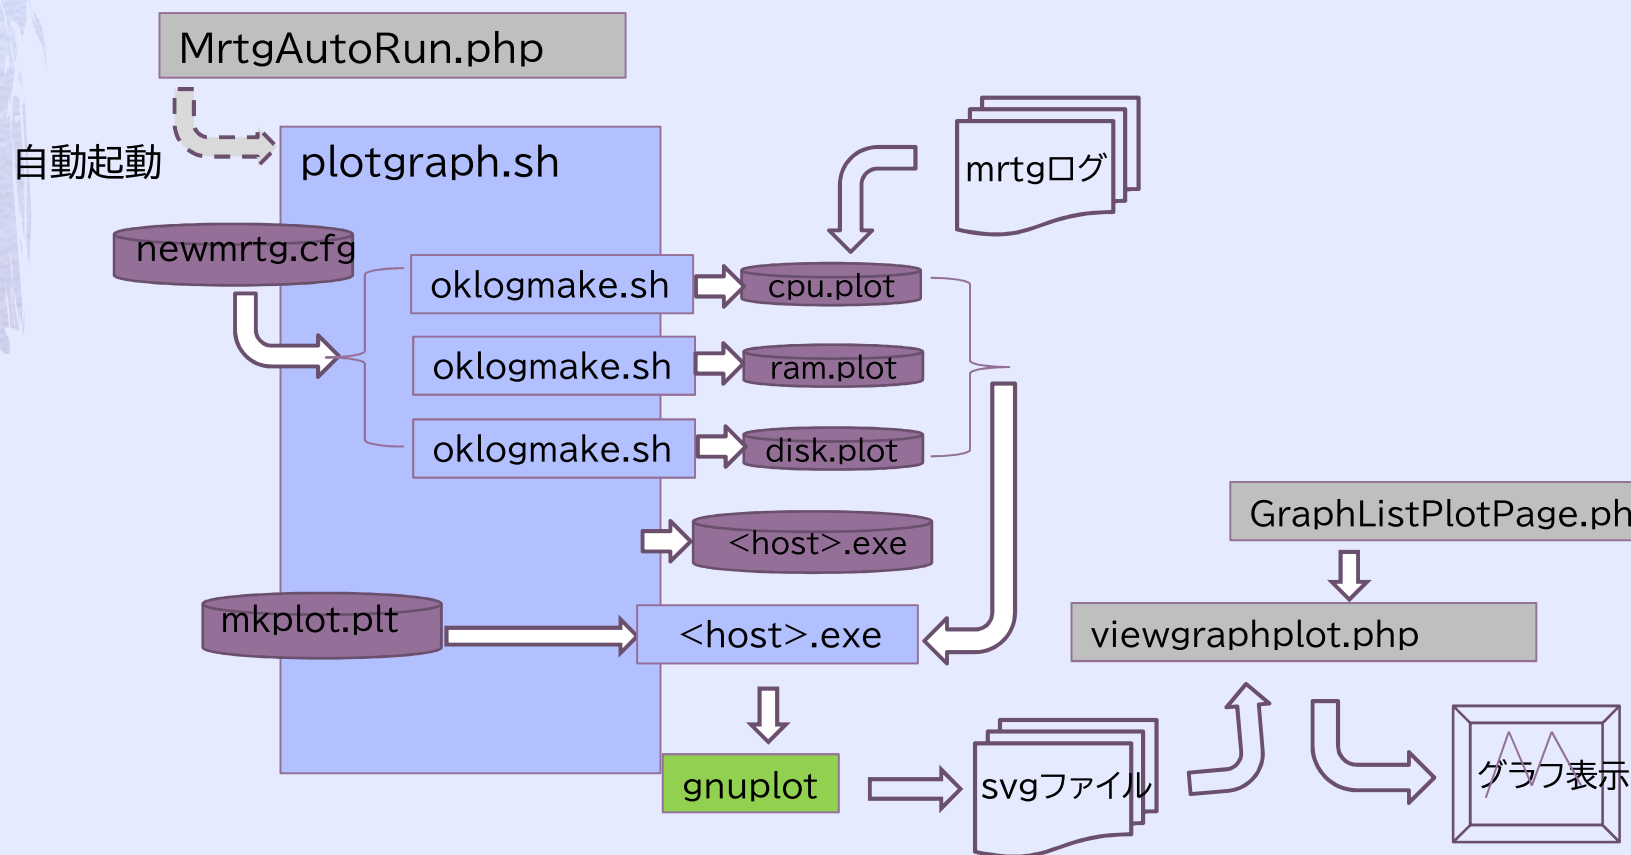 MrtgAutoRun.php
自動起動
plotgraph.sh
mrtgログ
newmrtg.cfg
oklogmake.sh
cpu.plot
oklogmake.sh
ram.plot
oklogmake.sh
disk.plot
GraphListPlotPage.ph
<host>.exe
mkplot.plt
<host>.exe
viewgraphplot.php
gnuplot
svgファイル
グラフ表示